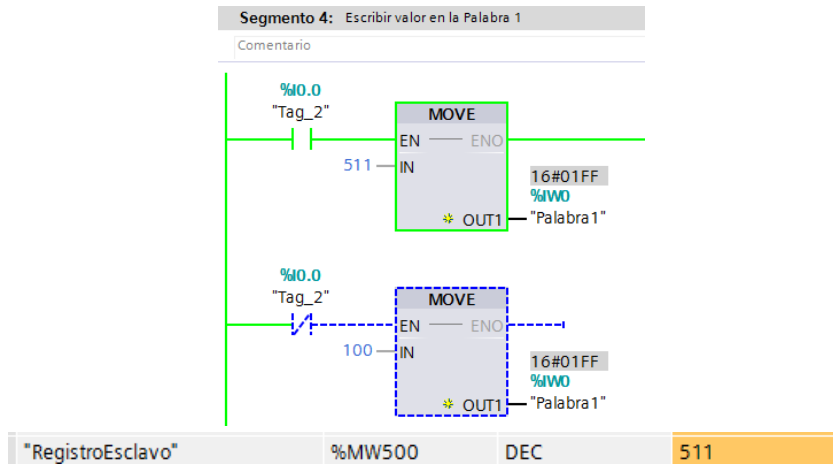 Segmento 4: Escribir valor en la Palabra 1
Comentario
%I0.0
"Tag_2"
MOVE
EN ENO
511 IN
16#01FF
%IW0
OUT1 "Palabra1"
%I0.0
"Tag_2"
MOVE
EN ENO
100 IN
16#01FF
%IW0
OUT1 "Palabra1"
"RegistroEsclavo" %MW500 DEC 511